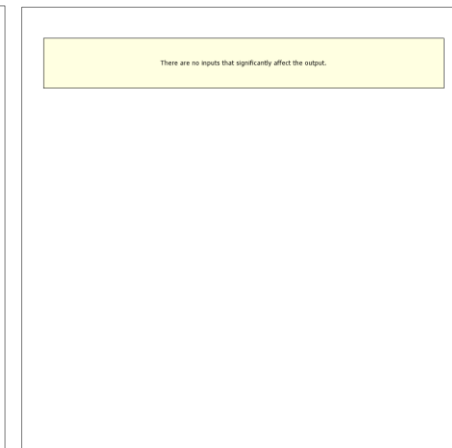 There are no inputs that significantly affect the output.